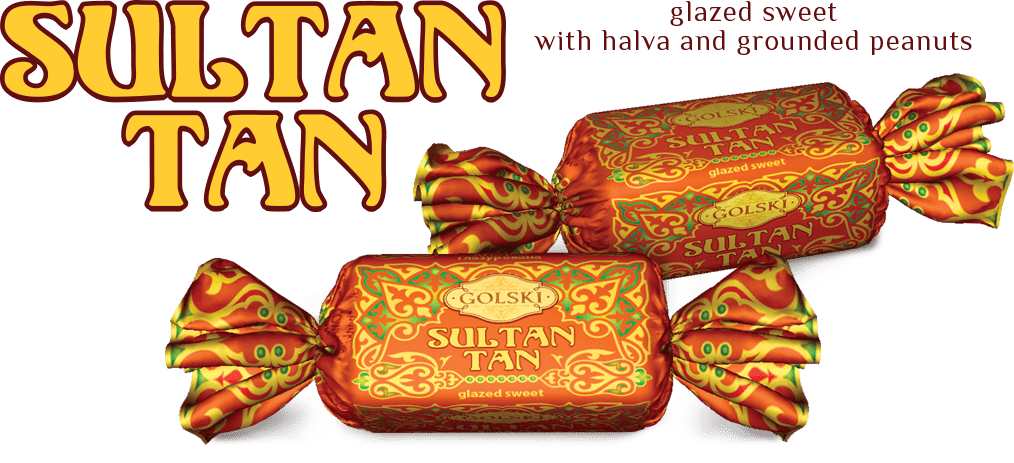 SULTAN
TAN
glazed sweet
with halva and grounded peanuts
GOLSKI
SULTAN
TAN
glazed sweet
GOLSKI
SULTAN
TAN
глазурована
GOLSKI
SULTAN
TAN
glazed sweet
GOLSKI